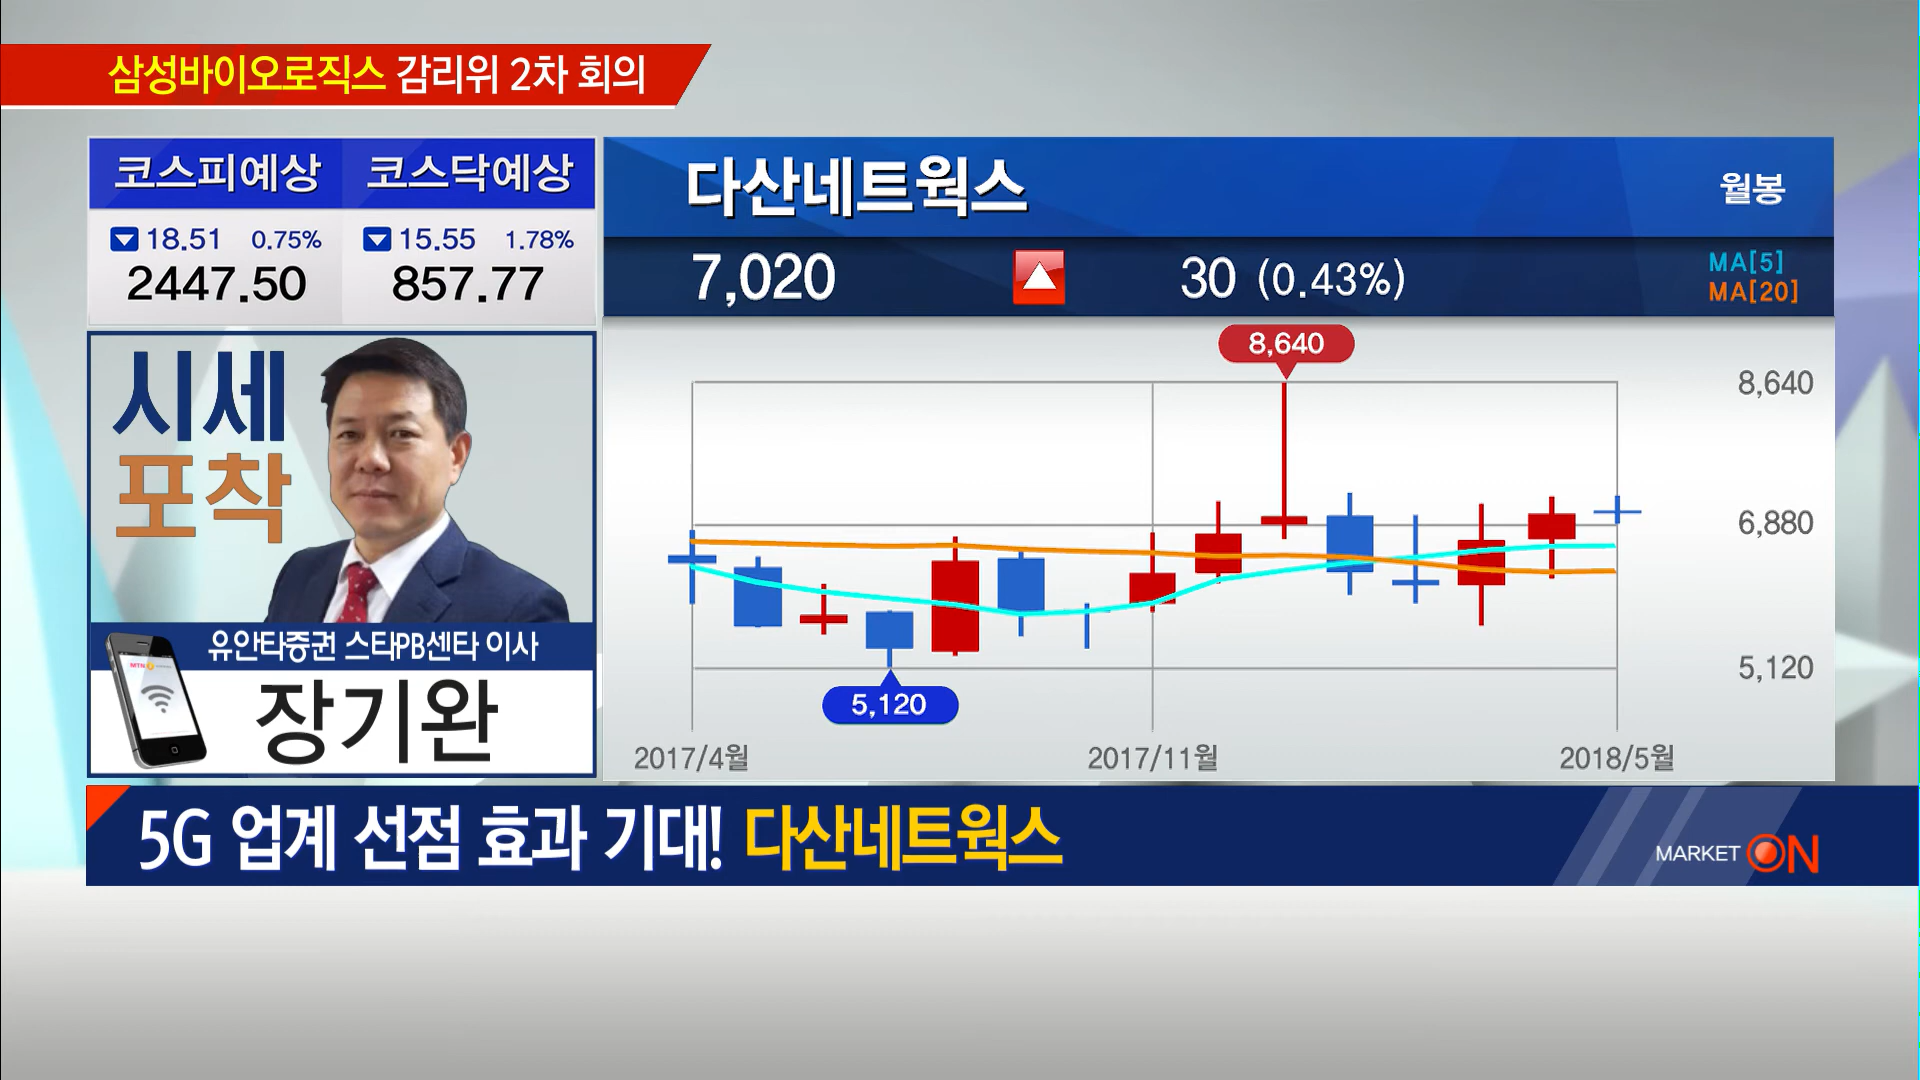 삼성바이오로직스 감리위 2차 회의
코스피예상
코스닥예상
18.51 0.75%
2447.50
15.55 1.78%
857.77
시세
포착
유안타증권 스타PB센타 이사
MTN
장기완
다산네트웍스
월봉
7,020
30 (0.43%)
MA[5]
MA[20]
8,640
8,640
6,880
5,120
5,120
2017/4월
2017/11월
2018/5월
5G 업계 선점 효과 기대! 다산네트웍스
MARKET ON